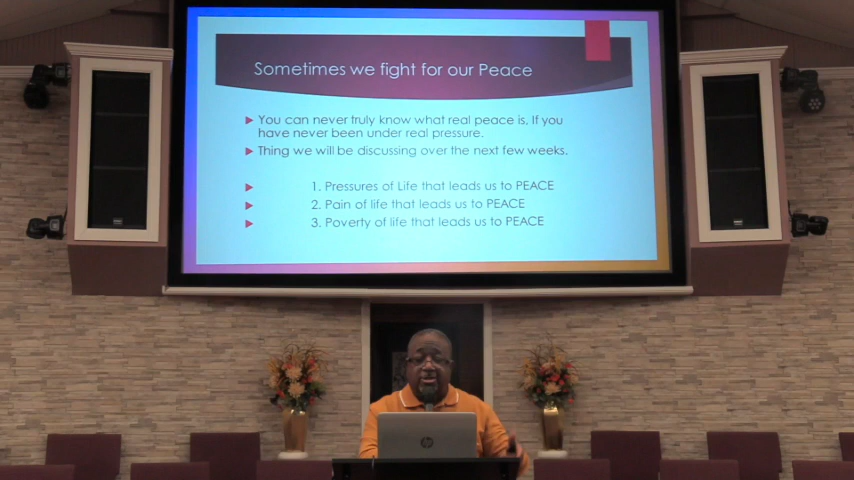 Sometimes we fight for our Peace
You can never truly know what real peace is, If you
have never been under real pressure.
Thing we will be discussing over the next few weeks.
1. Pressures of Life that leads us to PEACE
2. Pain of life that leads us to PEACE
3. Poverty of life that leads us to PEACE
hp